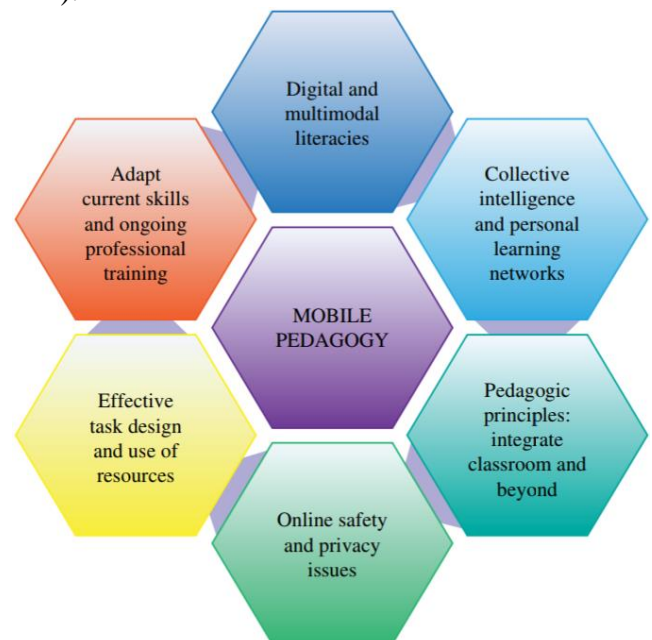 ).
Digital and
multimodal
literacies
Adapt
current skills
and ongoing
professional
training
Collective
intelligence
and personal
learning
networks
MOBILE
PEDAGOGY
Effective
task design
and use of
resources
Pedagogic
principles:
integrate
classroom and
beyond
Online safety
and privacy
issues